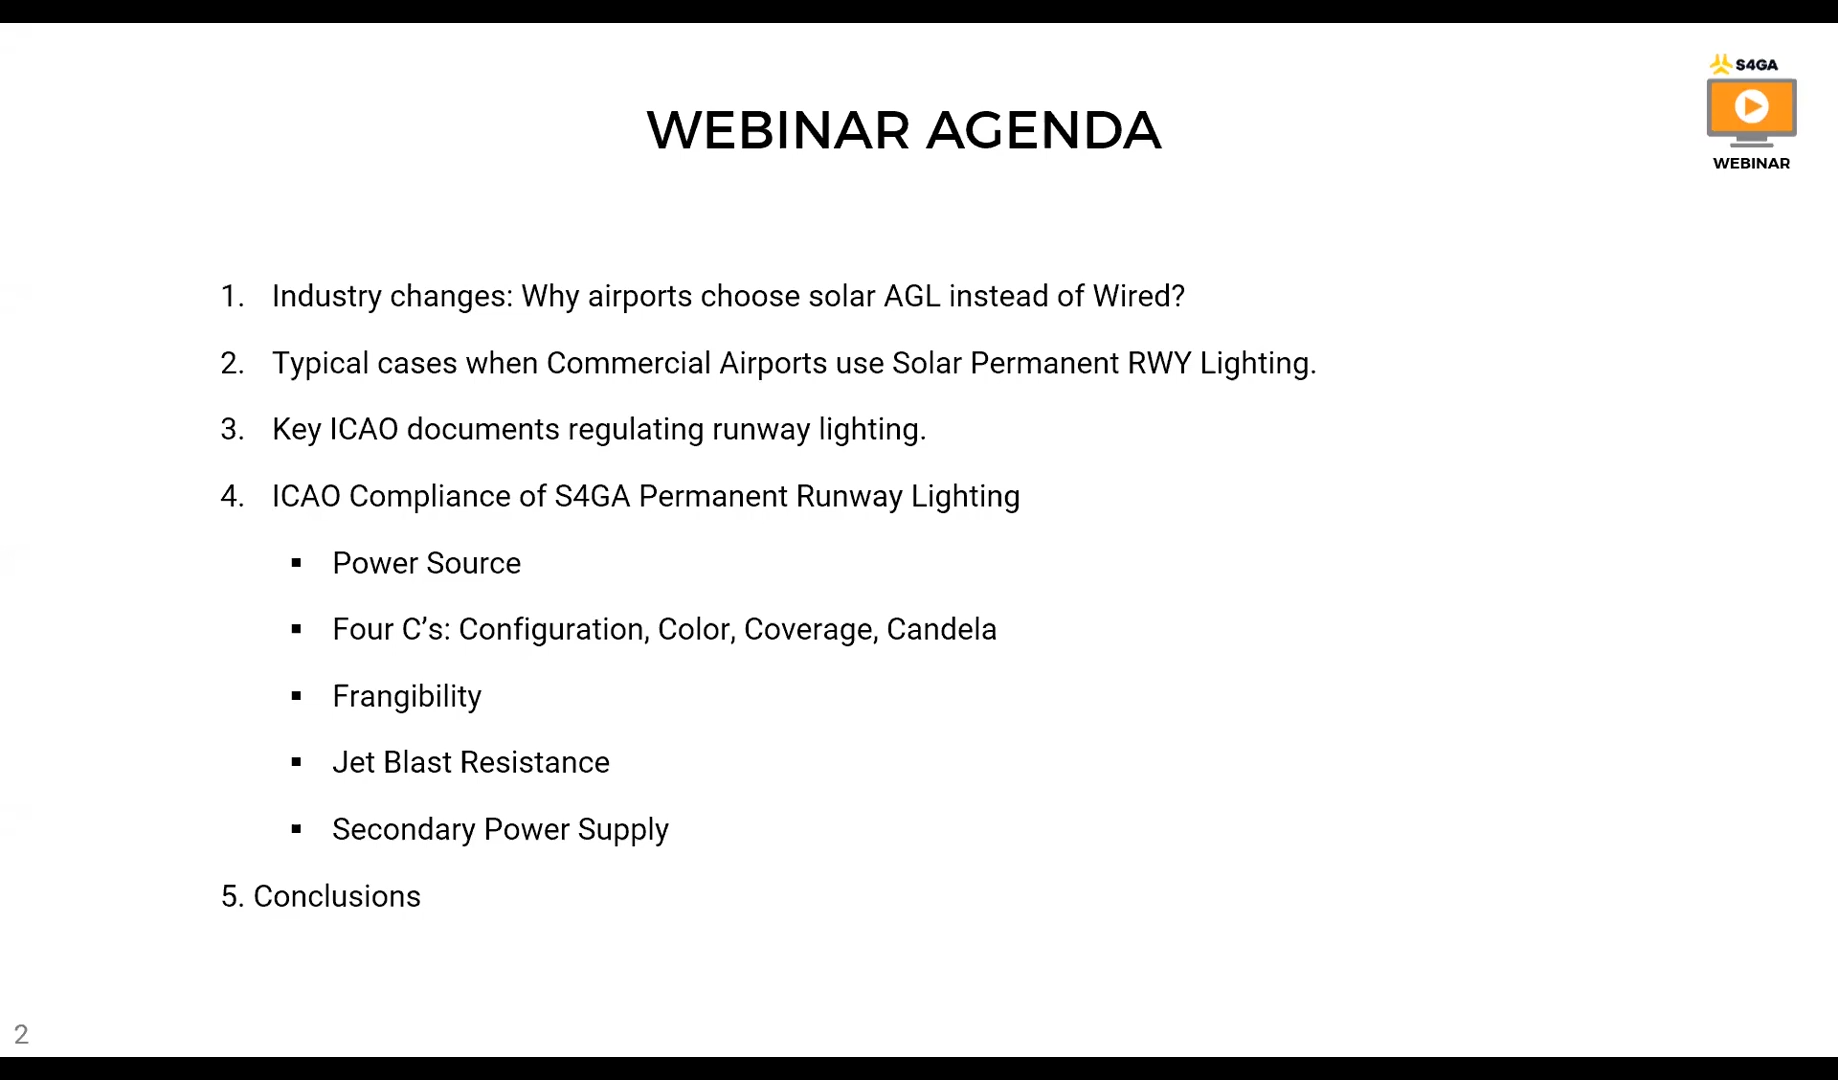 S4GA
WEBINAR
WEBINAR AGENDA
1. Industry changes: Why airports choose solar AGL instead of Wired?
2. Typical cases when Commercial Airports use Solar Permanent RWY Lighting.
3. Key ICAO documents regulating runway lighting.
4. ICAO Compliance of S4GA Permanent Runway Lighting
▪ Power Source
▪ Four C’s: Configuration, Color, Coverage, Candela
▪ Frangibility
▪ Jet Blast Resistance
▪ Secondary Power Supply
5. Conclusions
2